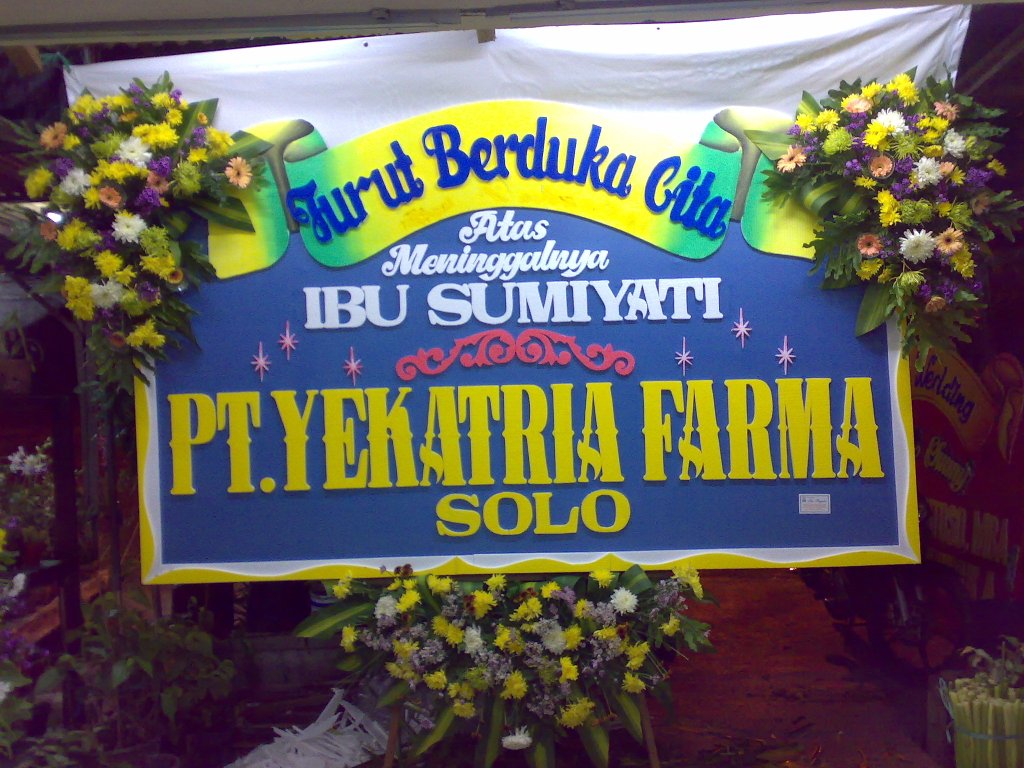 Turut Berduka Cita
Atas
Meninggalnya
IBU SUMIYATI
PT. YEKATRIA FARMA
SOLO